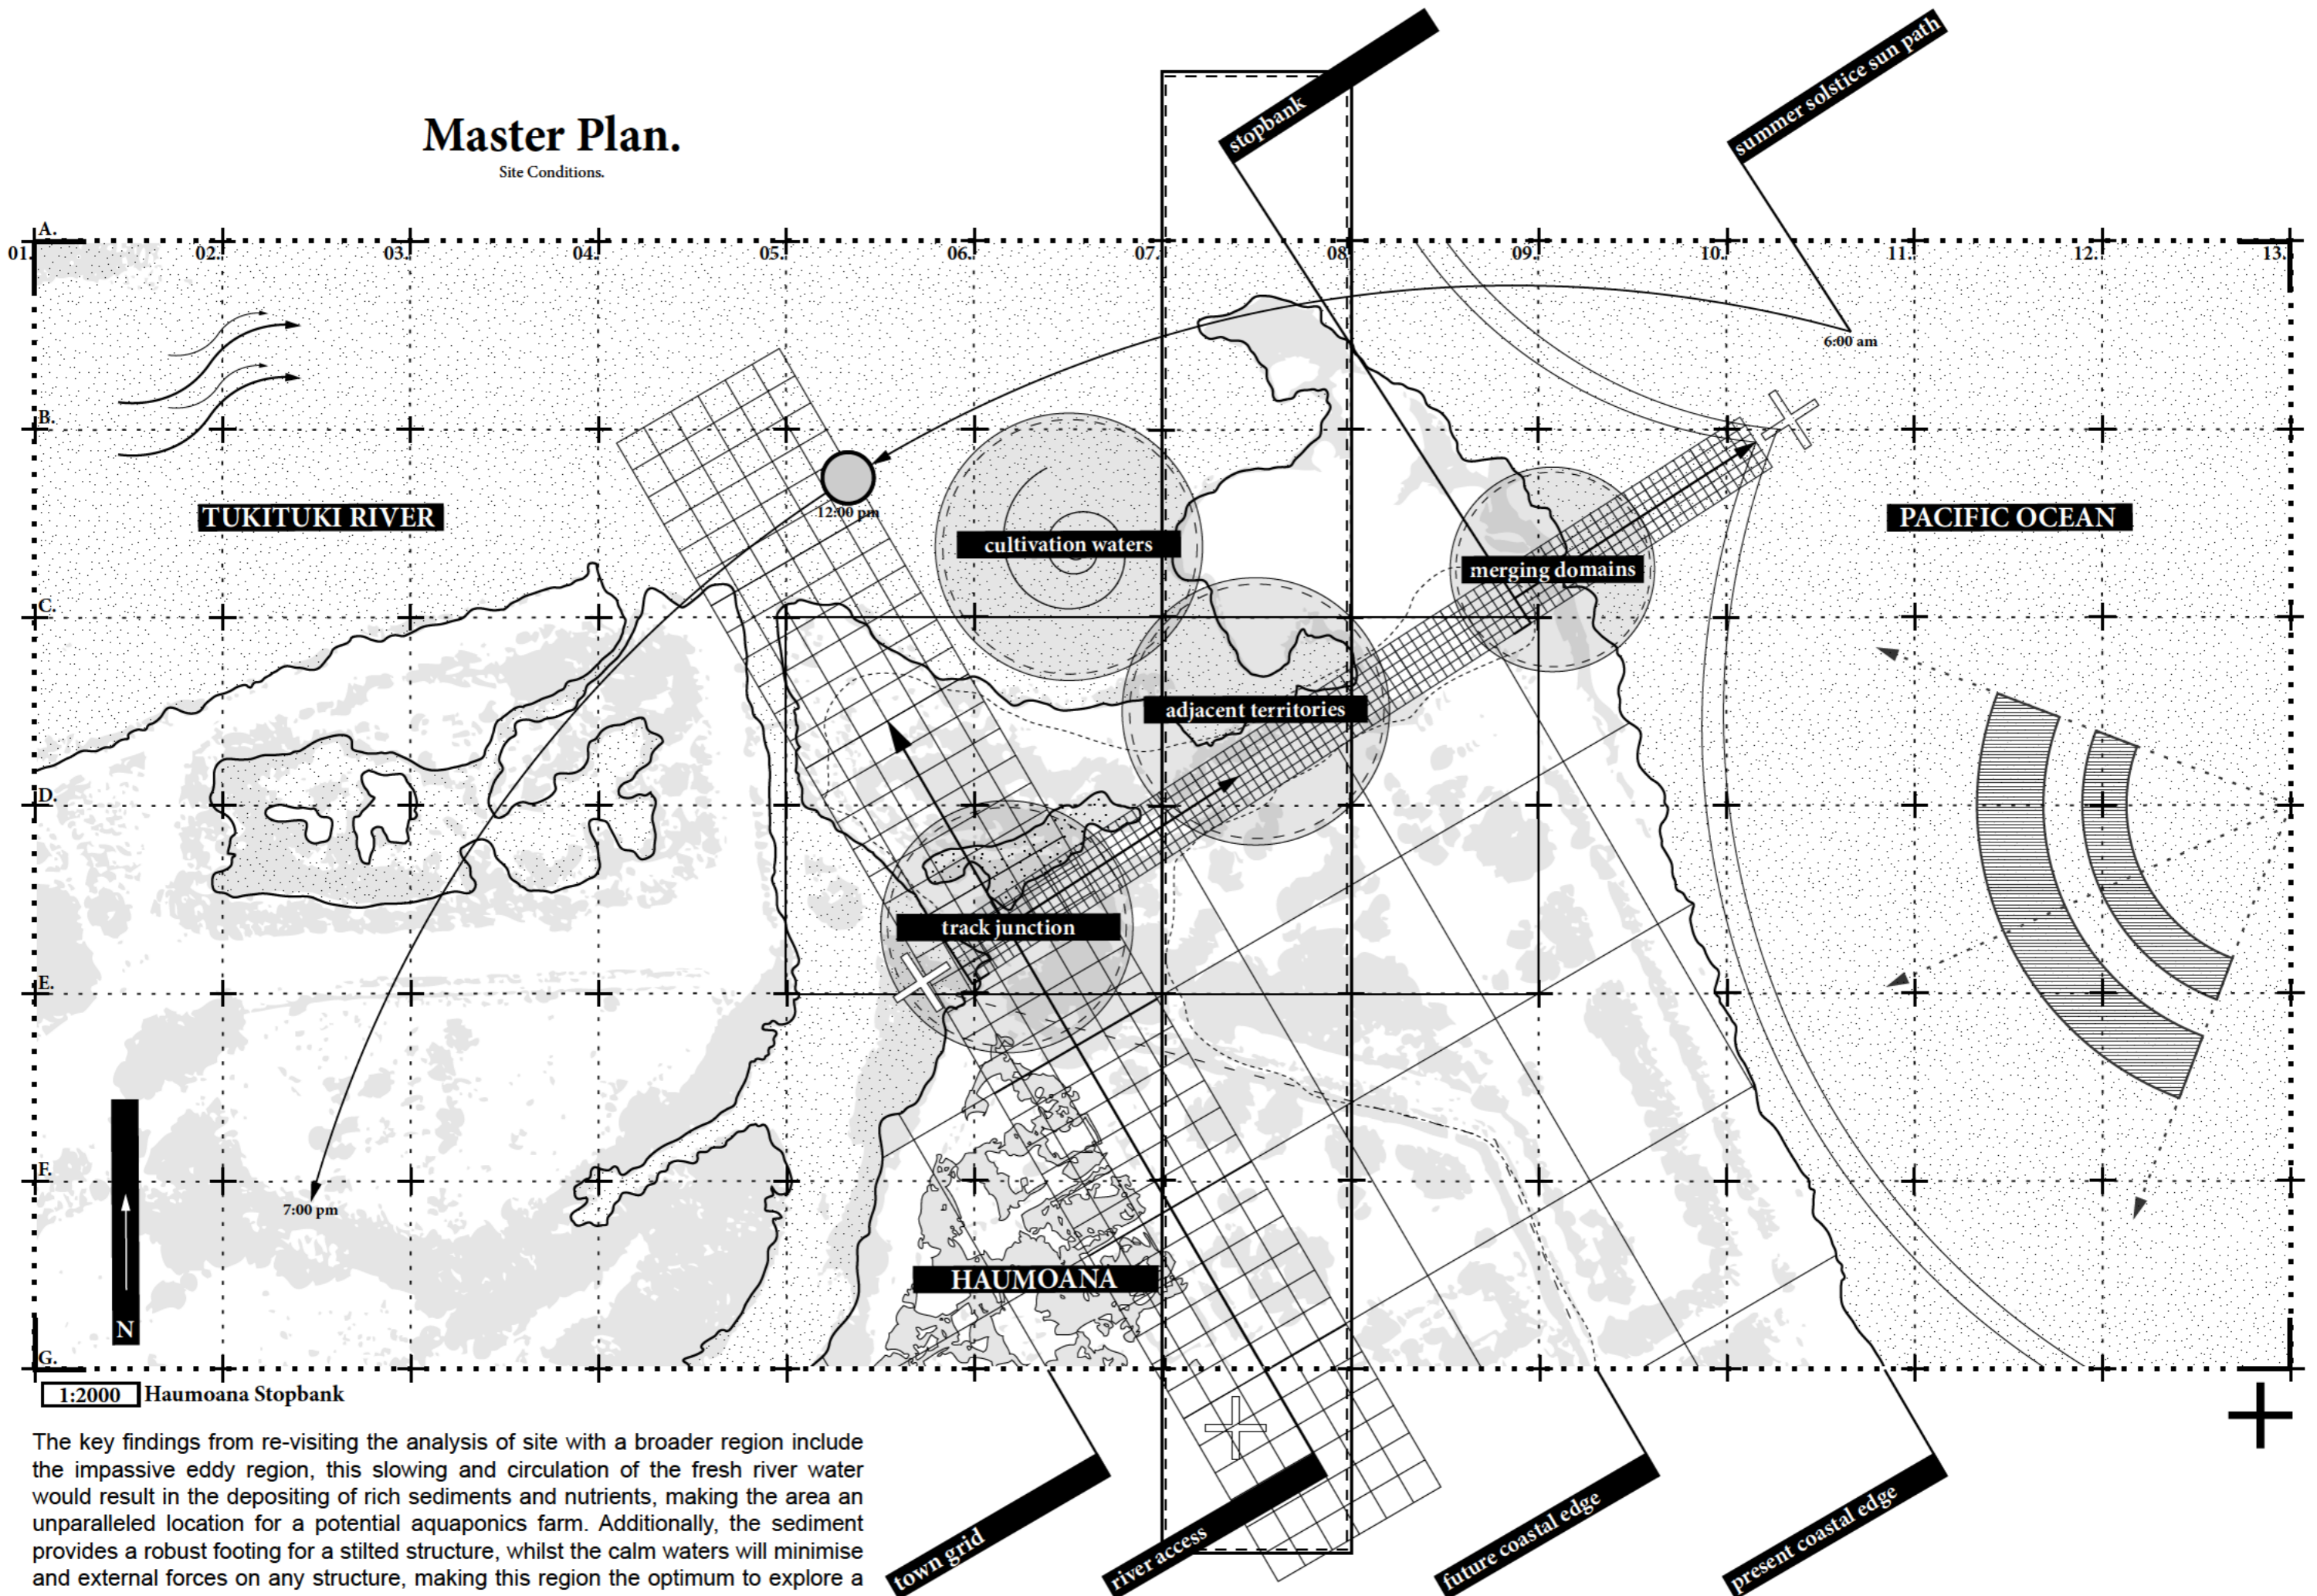 stopbank
summer solstice sun path
Master Plan.
Site Conditions.
A.
01. 02. 03. 04. 05. 06. 07. 08. 09. 10. 11. 12. 13.
6:00 am
B.
12:00 pm
TUKITUKI RIVER
PACIFIC OCEAN
cultivation waters
merging domains
C.
adjacent territories
D.
track junction
E.
F.
7:00 pm
HAUMOANA
N
G.
1:2000 Haumoana Stopbank
The key findings from re-visiting the analysis of site with a broader region include
the impassive eddy region, this slowing and circulation of the fresh river water
would result in the depositing of rich sediments and nutrients, making the area an
unparalleled location for a potential aquaponics farm. Additionally, the sediment
provides a robust footing for a stilted structure, whilst the calm waters will minimise
and external forces on any structure, making this region the optimum to explore a
town grid
river access
future coastal edge
present coastal edge